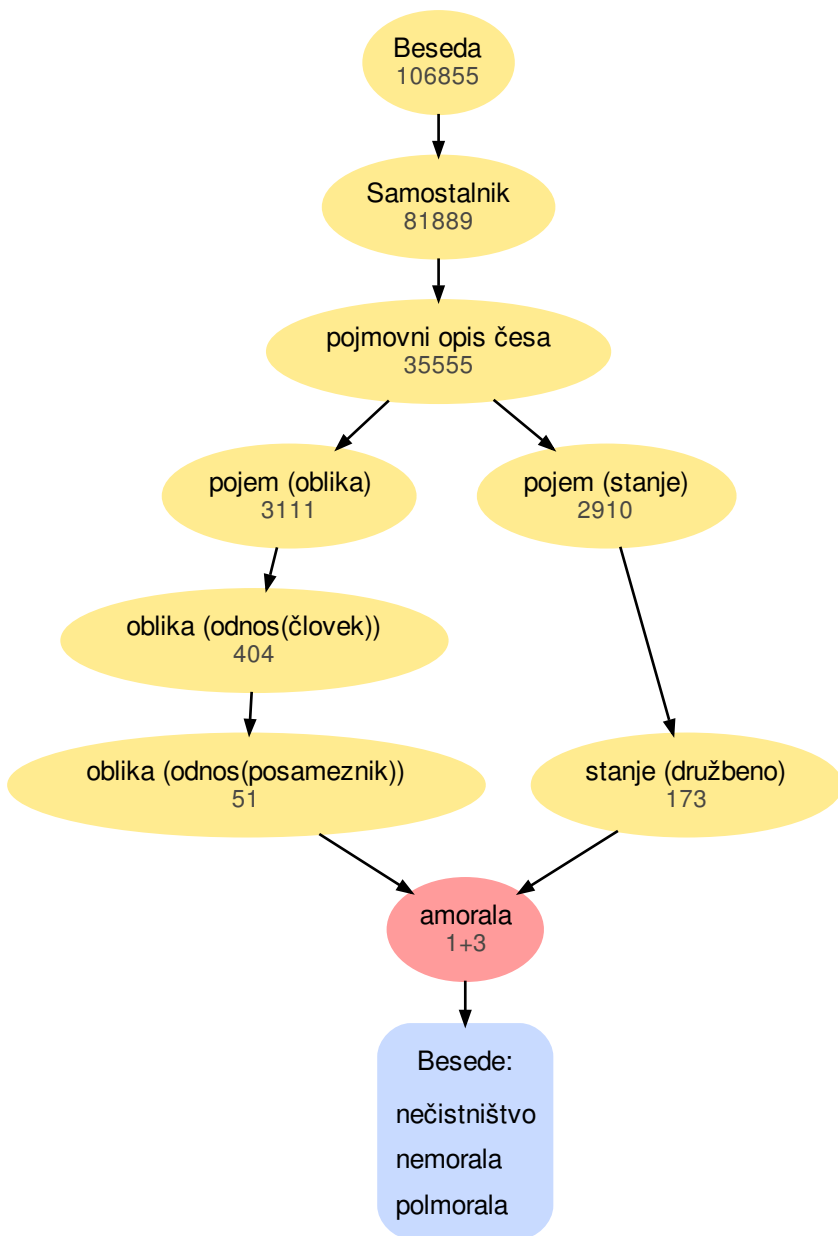 Beseda
106855
Samostalnik
81889
pojmovni opis česa
35555
pojem (oblika)
3111
pojem (stanje)
2910
oblika (odnos(človek))
404
oblika (odnos(posameznik))
51
stanje (družbeno)
173
amorala
1+3
Besede:
nečistništvo
nemorala
polmorala